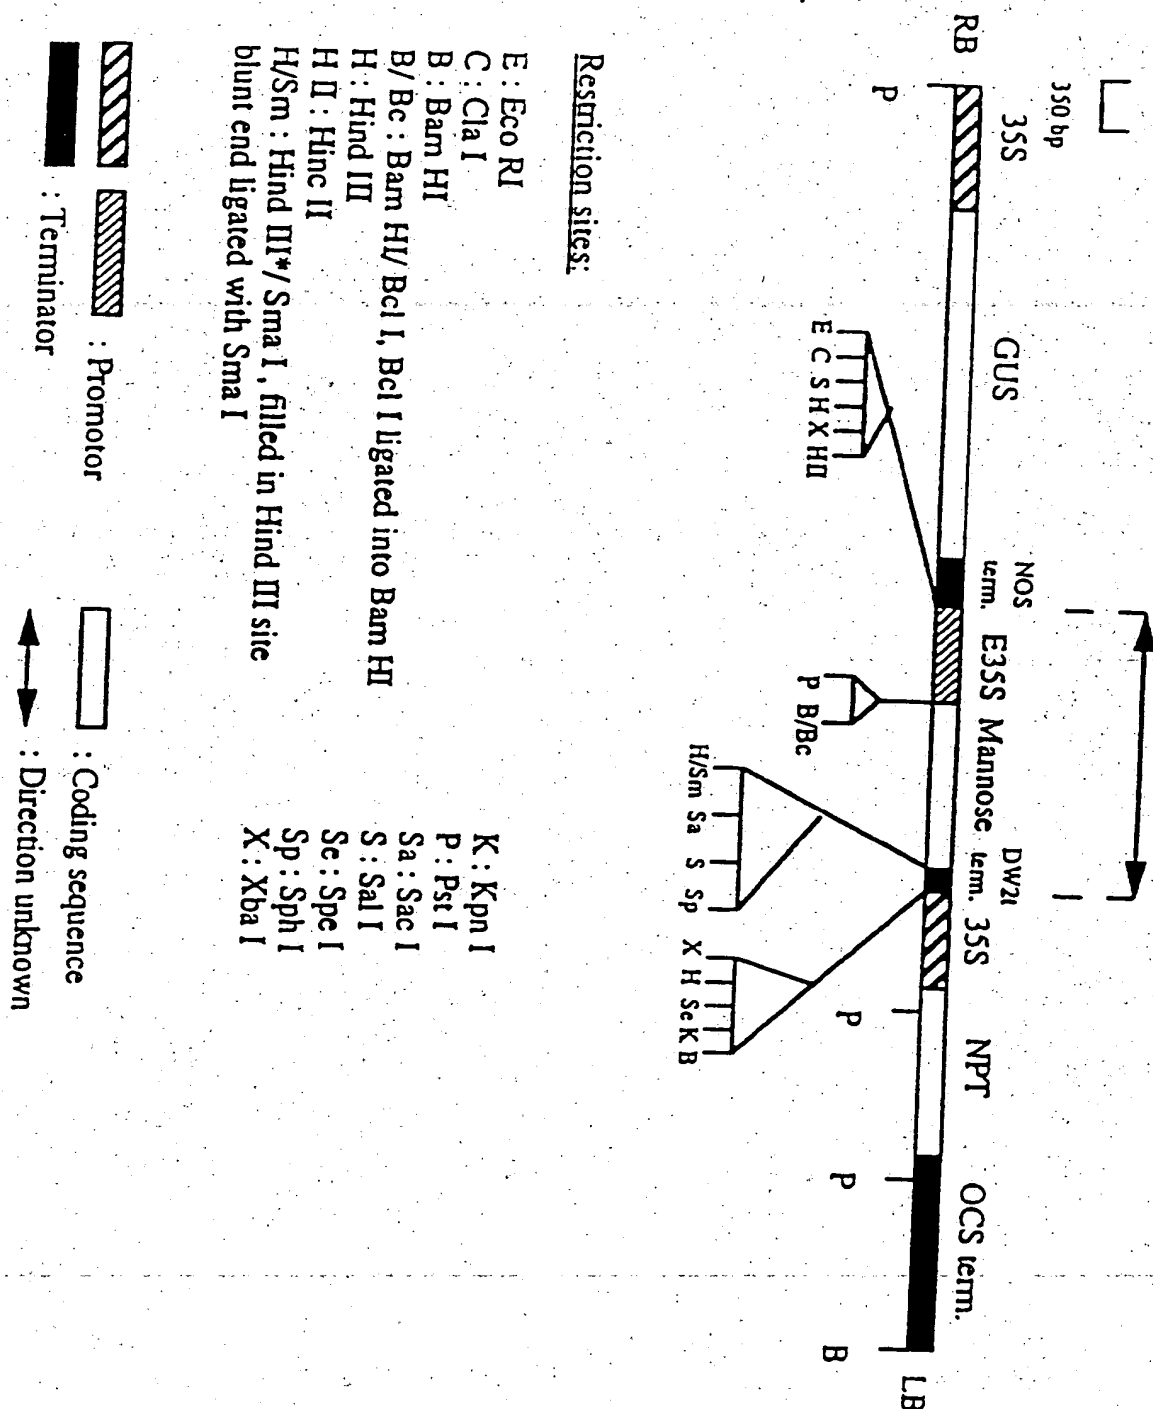 350 bp
RB
35S
GUS
NOS
term.
E35S
Mannose
DW2t
term.
35S
NPT
OCS term.
LB
P
E C S H X H II
P B/Bc
H/Sm Sa S Sp
X H Se K B
P
P
B
Restriction sites:
E : Eco RI
C : Cla I
B : Bam HI
B/ Bc : Bam HI/ Bcl I, Bcl I ligated into Bam HI
H : Hind III
H II : Hinc II
H/Sm : Hind III*/ Sma I , filled in Hind III site
blunt end ligated with Sma I
K : Kpn I
P : Pst I
Sa : Sac I
S : Sal I
Se : Spe I
Sp : Sph I
X : Xba I
: Promotor
: Terminator
: Coding sequence
: Direction unknown